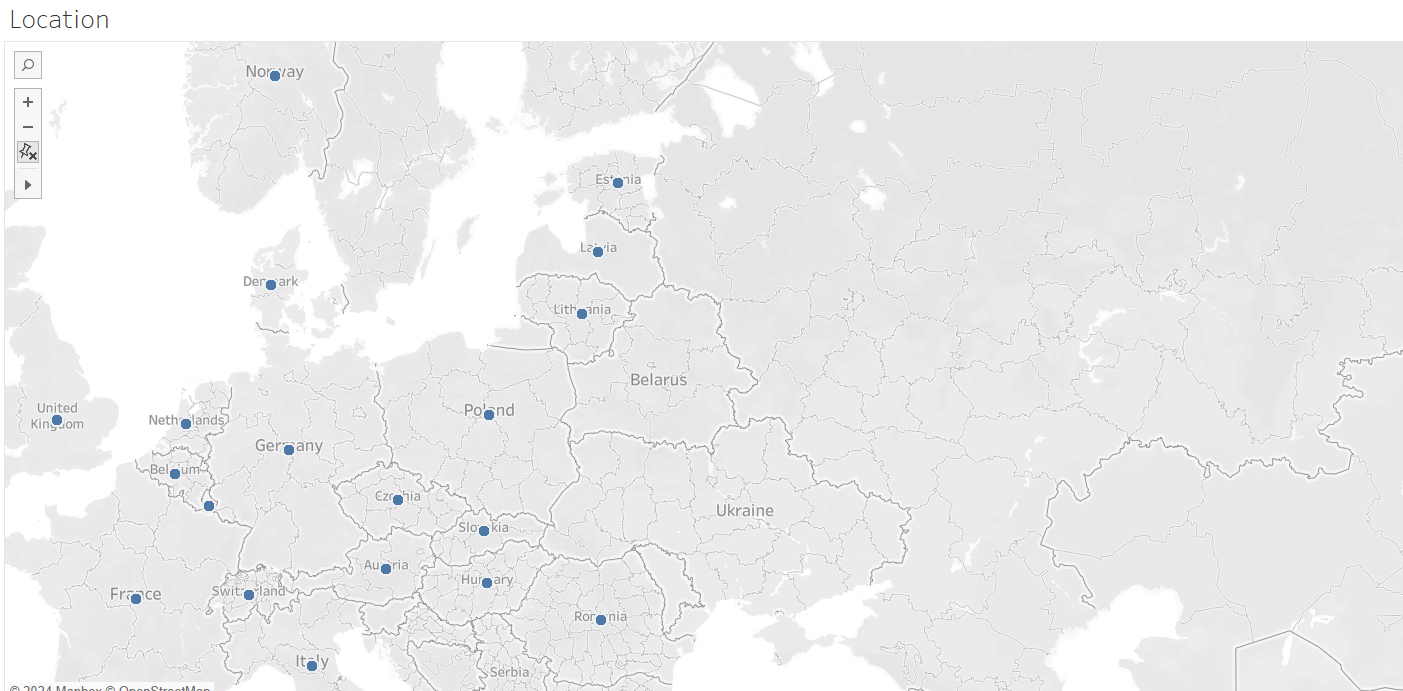 Location
Norway
Estonia
Latvia
Denmark
Lithuania
Belarus
United
Kingdom
Netherlands
Poland
Germany
Belgium
Czechia
Ukraine
Slovakia
Austria
Hungary
France
Switzerland
Romania
Italy
Serbia
© 2024 Mapbox © OpenStreetMap